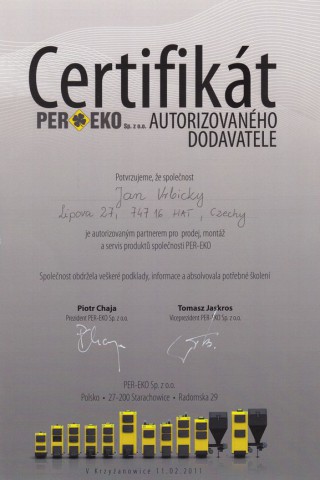 Certifikát
PER EKO Sp. z o.o. AUTORIZOVANÉHO
DODAVATELE
Potvrzujeme, že společnost
Jan Vrbicky
Lipova 27, 747 16 HAT, Czechy
je autorizovaným partnerem pro prodej, montáž
a servis produktů společnosti PER-EKO
Společnost obdržela veškeré podklady, informace a absolvovala potřebné školení
Piotr Chaja
Prezident PER-EKO Sp. z o.o.
Tomasz Jaskros
Viceprezident PER-EKO Sp. z o.o.
PER-EKO Sp. z o.o.
Polsko • 27-200 Starachowice • Radomska 29
V Krzyżanowice 11.02.2011